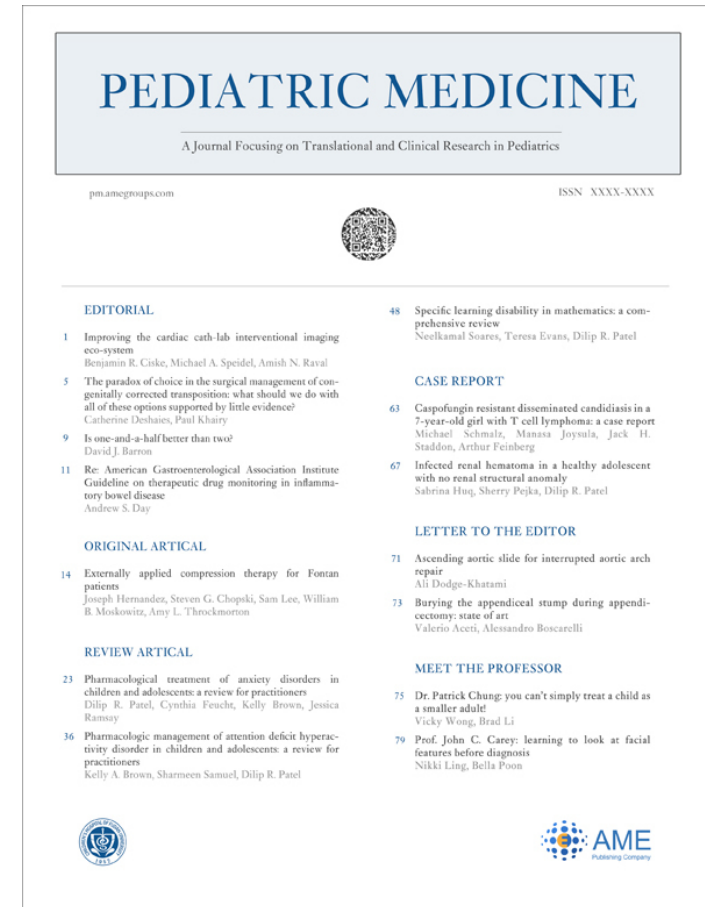 PEDIATRIC MEDICINE
A Journal Focusing on Translational and Clinical Research in Pediatrics
pm.amegroups.com
ISSN XXXX-XXXX
EDITORIAL
1 Improving the cardiac cath-lab interventional imaging
eco-system
Benjamin R. Ciske, Michael A. Speidel, Amish N. Raval
5 The paradox of choice in the surgical management of con-
genitally corrected transposition: what should we do with
all of these options supported by little evidence?
Catherine Deshaies, Paul Khairy
9 Is one-and-a-half better than two?
David J. Barron
11 Re: American Gastroenterological Association Institute
Guideline on therapeutic drug monitoring in inflamma-
tory bowel disease
Andrew S. Day
ORIGINAL ARTICAL
14 Externally applied compression therapy for Fontan
patients
Joseph Hernandez, Steven G. Chopski, Sam Lee, William
B. Moskowitz, Amy L. Throckmorton
REVIEW ARTICAL
23 Pharmacological treatment of anxiety disorders in
children and adolescents: a review for practitioners
Dilip R. Patel, Cynthia Feucht, Kelly Brown, Jessica
Ramsay
36 Pharmacologic management of attention deficit hyperac-
tivity disorder in children and adolescents: a review for
practitioners
Kelly A. Brown, Sharmeen Samuel, Dilip R. Patel
48 Specific learning disability in mathematics: a com-
prehensive review
Neelkamal Soares, Teresa Evans, Dilip R. Patel
CASE REPORT
63 Caspofungin resistant disseminated candidiasis in a
7-year-old girl with T cell lymphoma: a case report
Michael Schmalz, Manasa Joysula, Jack H.
Staddon, Arthur Feinberg
67 Infected renal hematoma in a healthy adolescent
with no renal structural anomaly
Sabrina Huq, Sherry Pejka, Dilip R. Patel
LETTER TO THE EDITOR
71 Ascending aortic slide for interrupted aortic arch
repair
Ali Dodge-Khatami
73 Burying the appendiceal stump during appendi-
cectomy: state of art
Valerio Aceti, Alessandro Boscarelli
MEET THE PROFESSOR
75 Dr. Patrick Chung: you can't simply treat a child as
a smaller adult!
Vicky Wong, Brad Li
79 Prof. John C. Carey: learning to look at facial
features before diagnosis
Nikki Ling, Bella Poon
1952
AME
Publishing Company